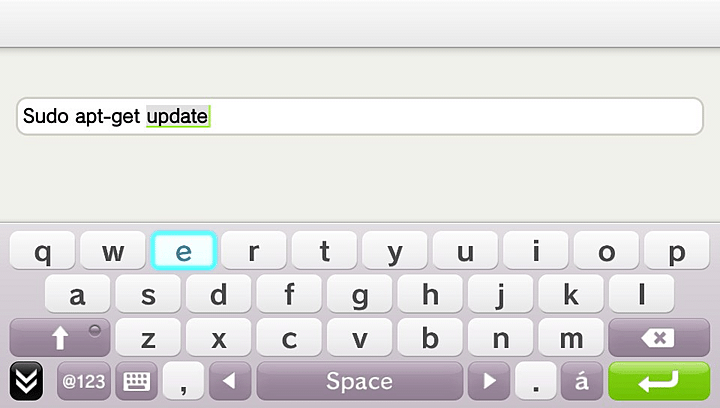 Sudo apt-get update
q w e r t y u i o p
a s d f g h j k l
z x c v b n m
@123 , Space . á